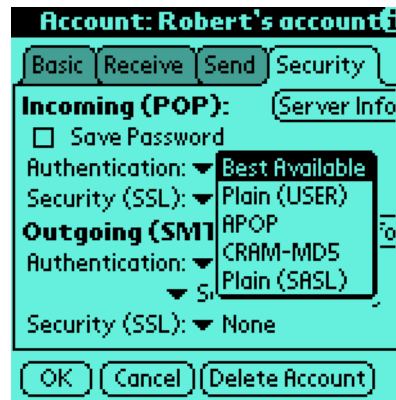 Account: Robert's account
Basic Receive Send Security
Incoming (POP): Server Info
Save Password
Authentication: Best Available
Security (SSL): Plain (USER)
Outgoing (SMT APOP fo
CRAM-MD5
Authentication:
Plain (SASL)
S
Security (SSL): None
OK Cancel Delete Account